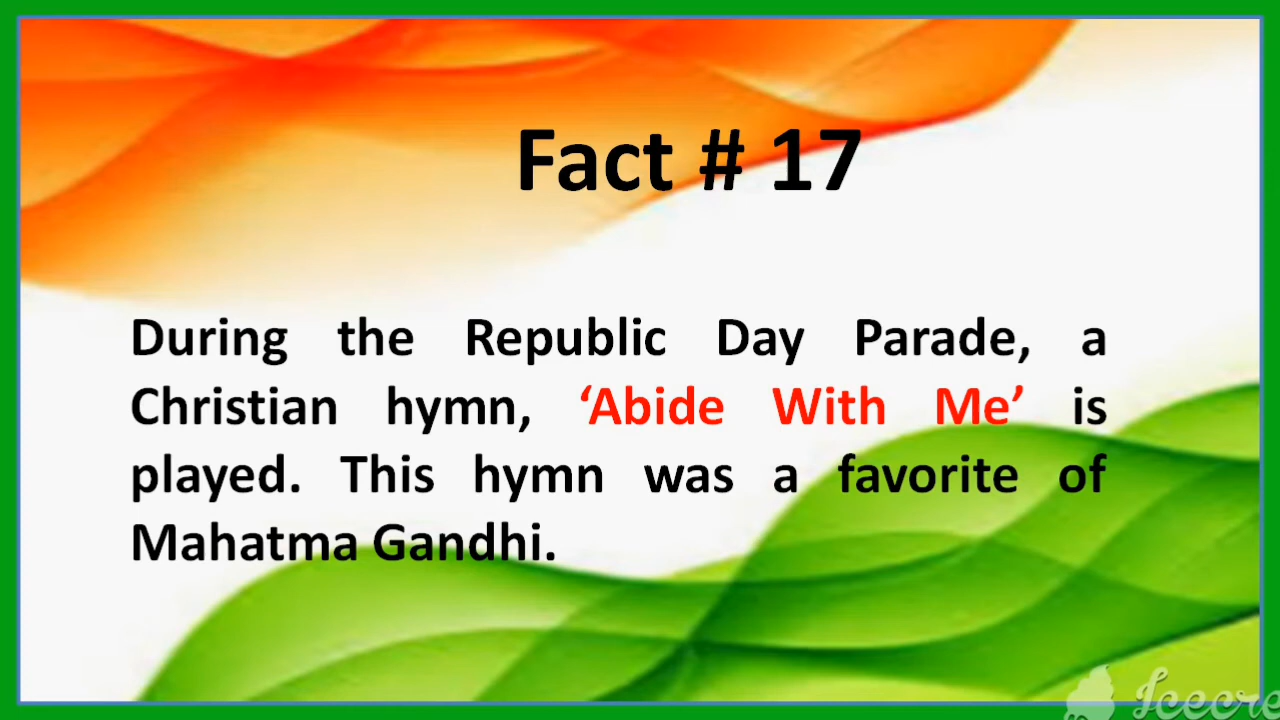 Fact # 17
During the Republic Day Parade, a
Christian hymn, ‘Abide With Me’ is
played. This hymn was a favorite of
Mahatma Gandhi.
Icecre